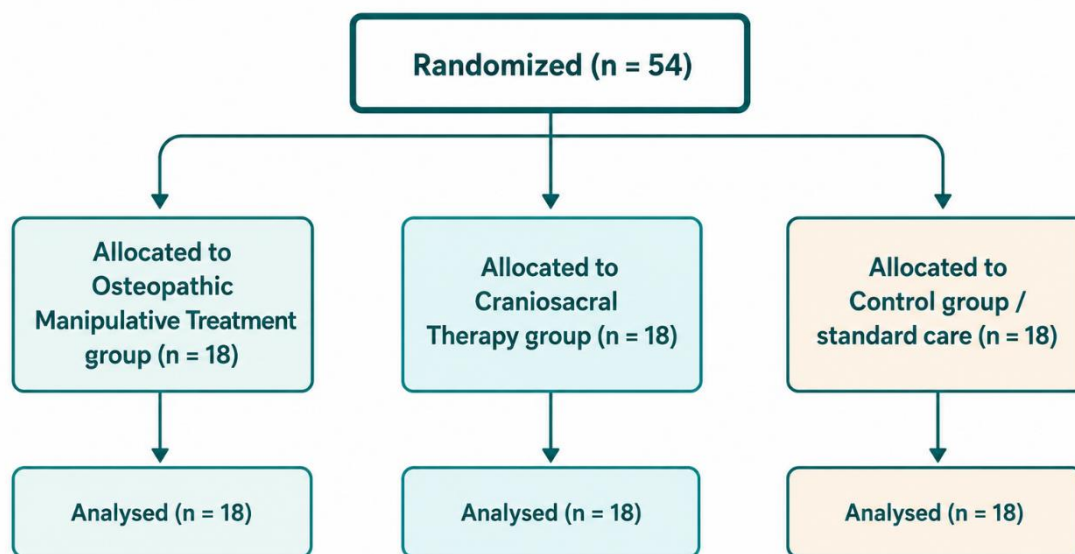 Randomized (n = 54)
Allocated to
Osteopathic
Manipulative Treatment
group (n = 18)
Allocated to
Craniosacral
Therapy group (n = 18)
Allocated to
Control group /
standard care (n = 18)
Analysed (n = 18)
Analysed (n = 18)
Analysed (n = 18)